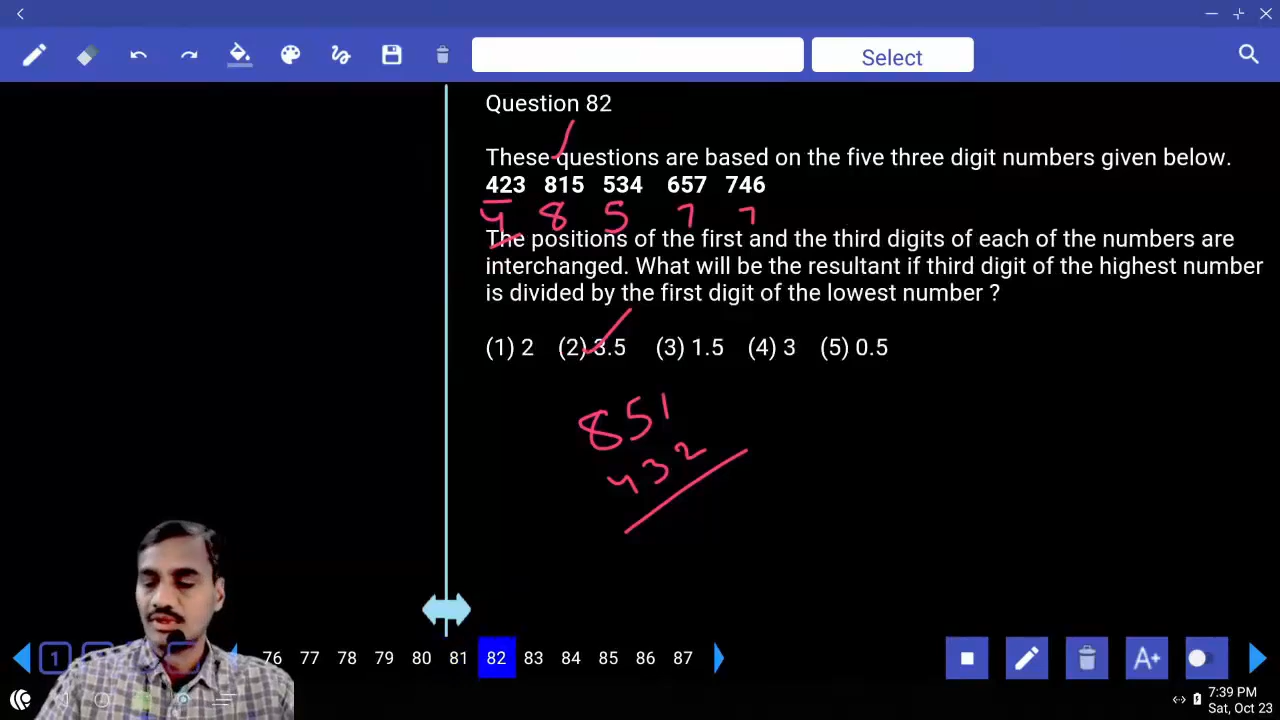 Select
Question 82
These questions are based on the five three digit numbers given below.
423 815 534 657 746
4 8 5 7 7
The positions of the first and the third digits of each of the numbers are
interchanged. What will be the resultant if third digit of the highest number
is divided by the first digit of the lowest number ?
(1) 2 (2) 3.5 (3) 1.5 (4) 3 (5) 0.5
851
432
1 76 77 78 79 80 81 82 83 84 85 86 87 A+
7:39 PM
Sat, Oct 23